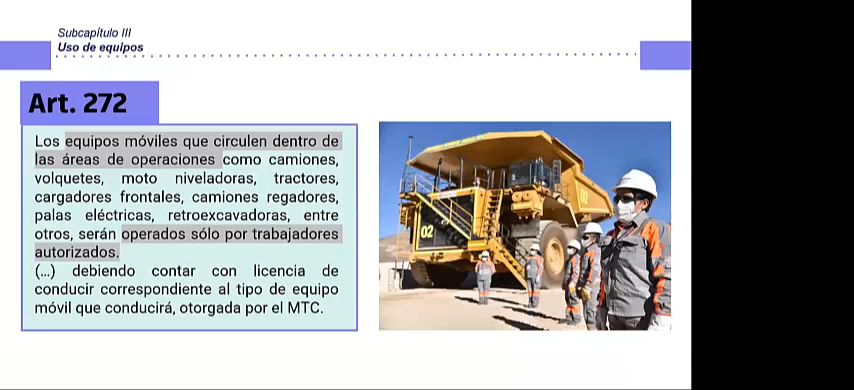 Subcapítulo III
Uso de equipos
Art. 272
Los equipos móviles que circulen dentro de
las áreas de operaciones como camiones,
volquetes, moto niveladoras, tractores,
cargadores frontales, camiones regadores,
palas eléctricas, retroexcavadoras, entre
otros, serán operados sólo por trabajadores
autorizados.
(...) debiendo contar con licencia de
conducir correspondiente al tipo de equipo
móvil que conducirá, otorgada por el MTC.
02
02